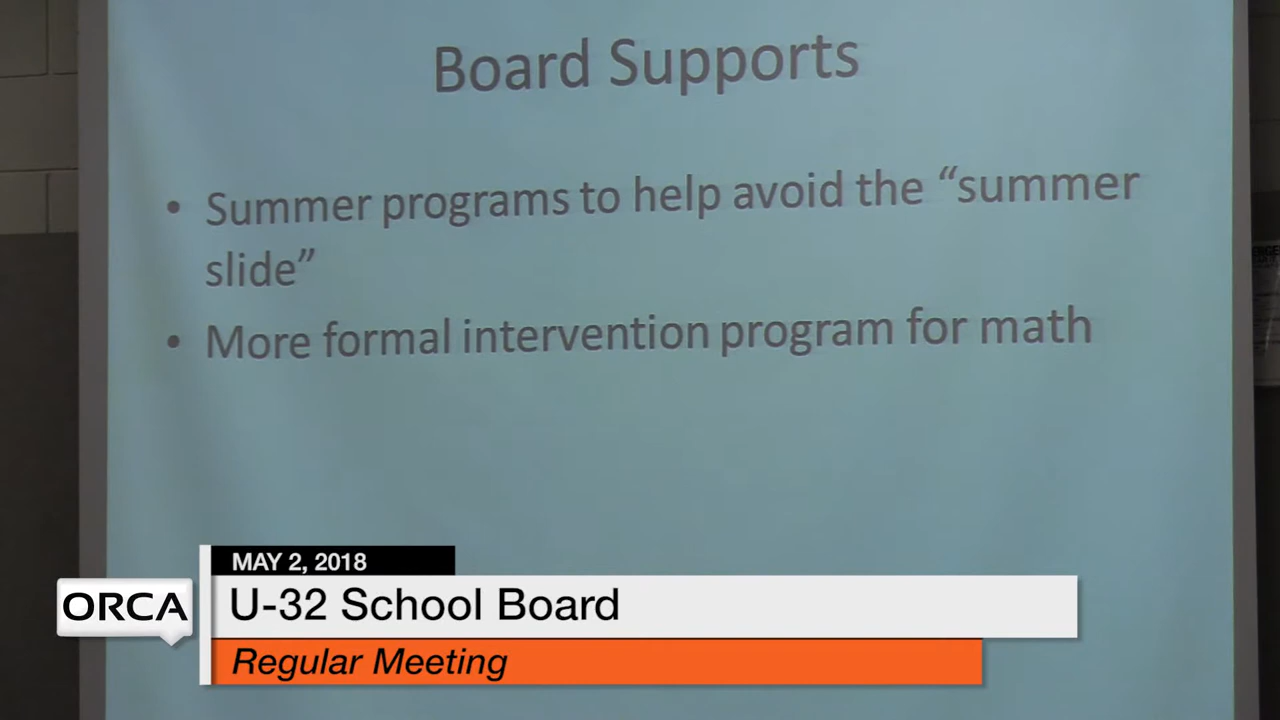 Board Supports
• Summer programs to help avoid the “summer
slide”
• More formal intervention program for math
MAY 2, 2018
ORCA
U-32 School Board
Regular Meeting